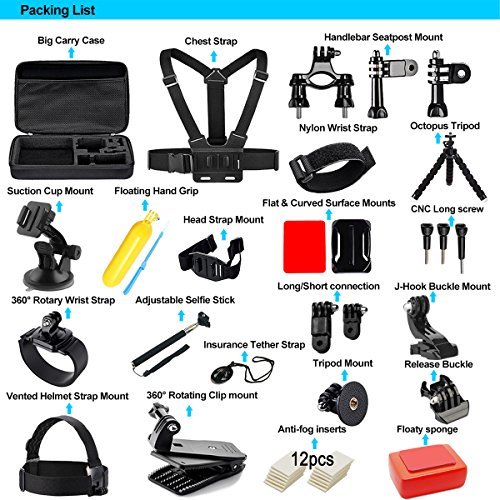 Packing List
Big Carry Case
Chest Strap
Handlebar Seatpost Mount
Nylon Wrist Strap
Octopus Tripod
Suction Cup Mount
Floating Hand Grip
Flat & Curved Surface Mounts
CNC Long screw
Head Strap Mount
360° Rotary Wrist Strap
Adjustable Selfie Stick
Long/Short connection
J-Hook Buckle Mount
Insurance Tether Strap
Tripod Mount
Release Buckle
Vented Helmet Strap Mount
360° Rotating Clip mount
Anti-fog inserts
Floaty sponge
12pcs